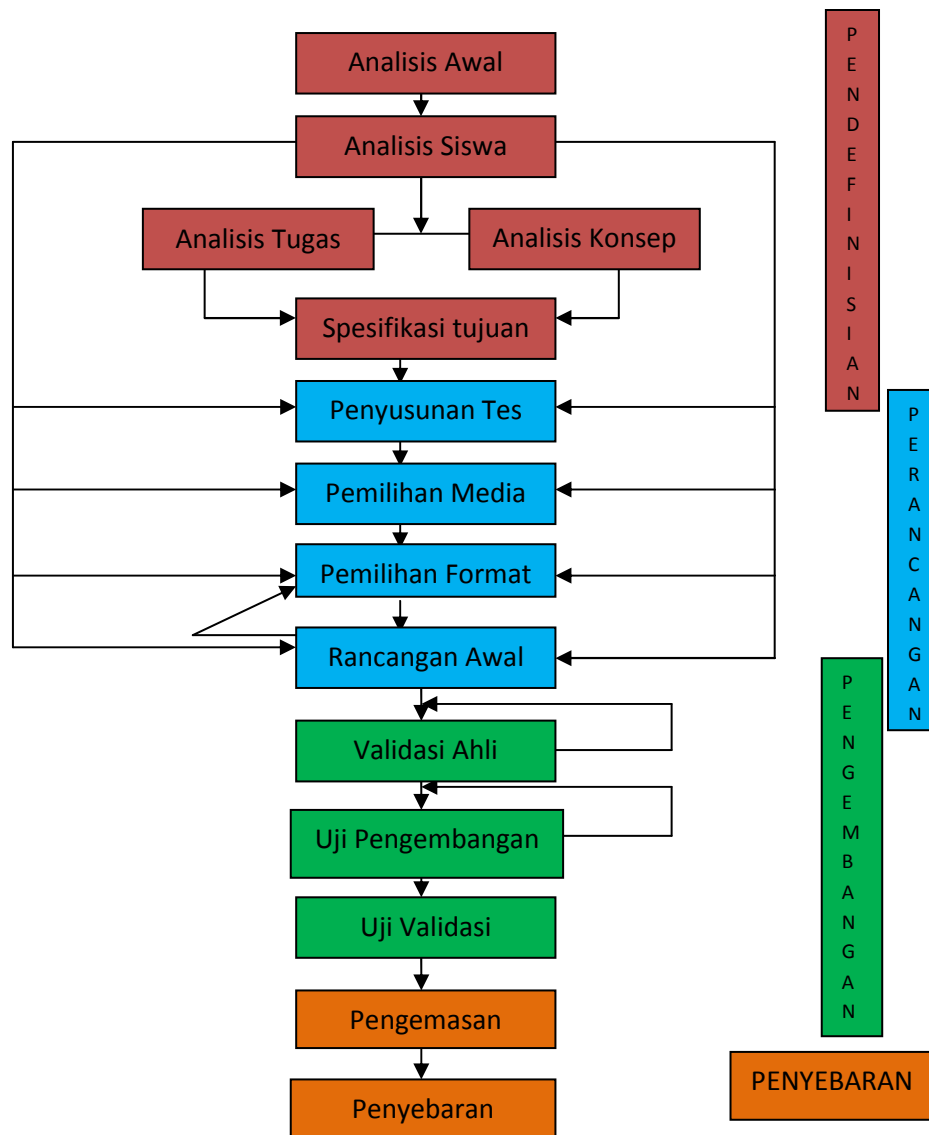 Analisis Awal
Analisis Siswa
Analisis Tugas
Analisis Konsep
Spesifikasi tujuan
Penyusunan Tes
Pemilihan Media
Pemilihan Format
Rancangan Awal
Validasi Ahli
Uji Pengembangan
Uji Validasi
Pengemasan
Penyebaran
PENDEFINISIAN
PERANCANGAN
PENGEMBANGAN
PENYEBARAN